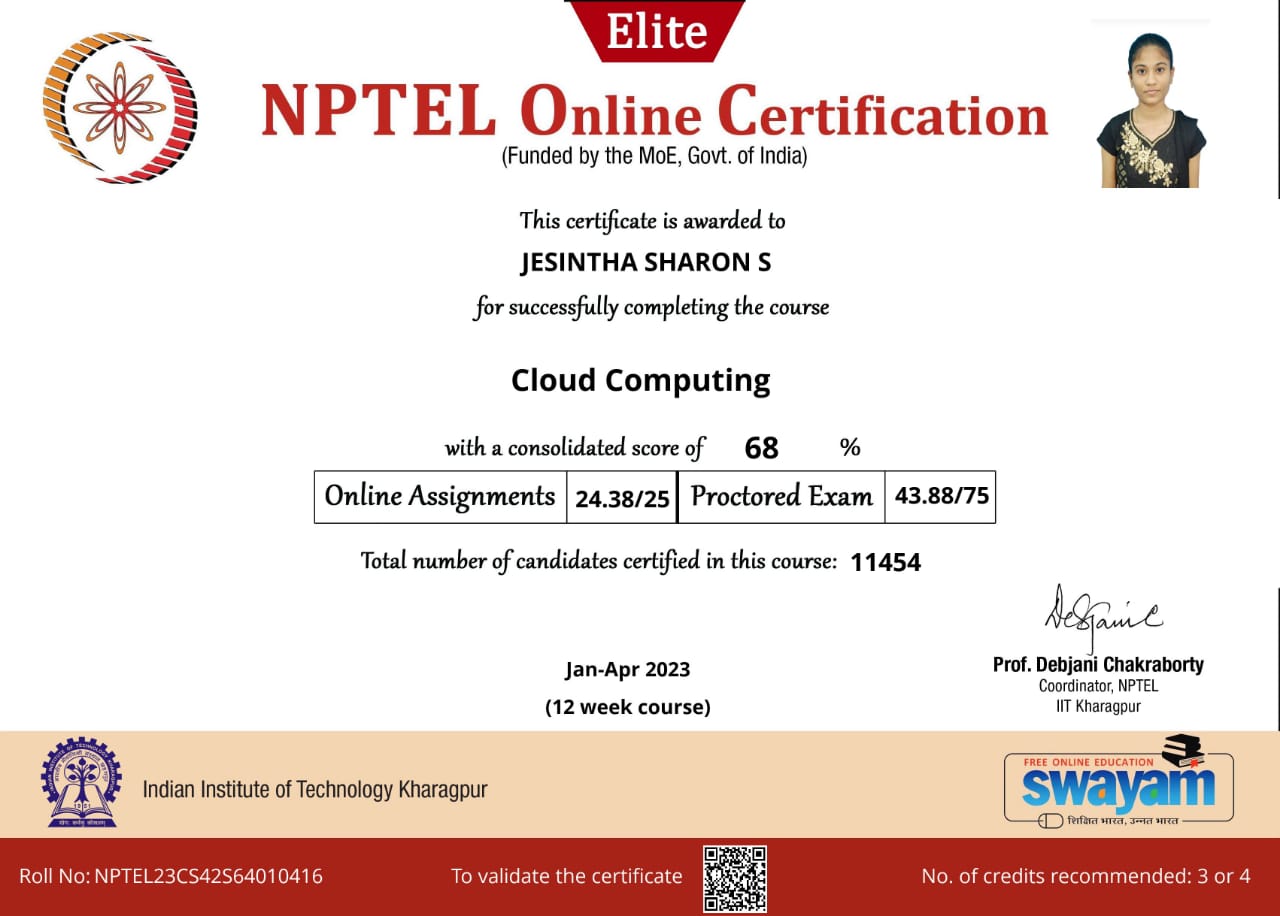 Elite
NPTEL Online Certification
(Funded by the MoE, Govt. of India)
This certificate is awarded to
JESINTHA SHARON S
for successfully completing the course
Cloud Computing
with a consolidated score of 68 %
Online Assignments 24.38/25 Proctored Exam 43.88/75
Total number of candidates certified in this course: 11454
Jan-Apr 2023
(12 week course)
Prof. Debjani Chakraborty
Coordinator, NPTEL
IIT Kharagpur
Indian Institute of Technology Kharagpur
FREE ONLINE EDUCATION
swayam
शिक्षित भारत, उन्नत भारत
Roll No: NPTEL23CS42S64010416
To validate the certificate
No. of credits recommended: 3 or 4